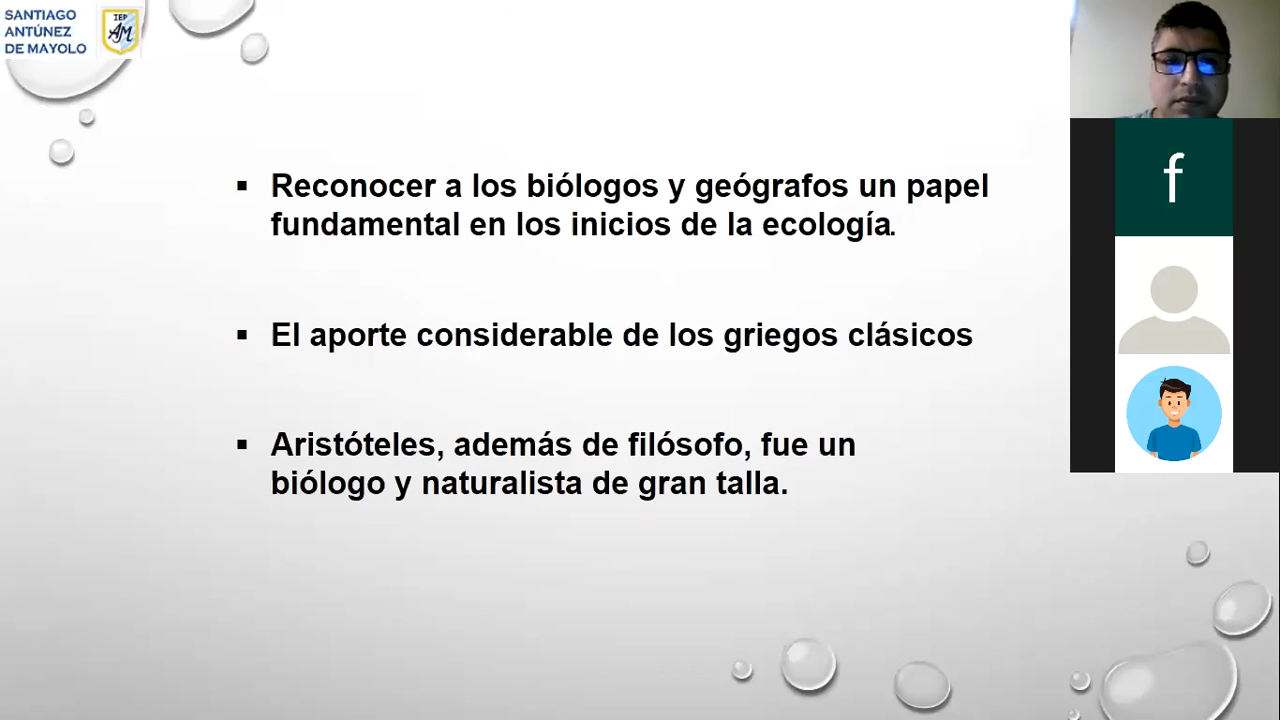 SANTIAGO
ANTÚNEZ
DE MAYOLO
IEP
AM
f
▪ Reconocer a los biólogos y geógrafos un papel
fundamental en los inicios de la ecología.
▪ El aporte considerable de los griegos clásicos
▪ Aristóteles, además de filósofo, fue un
biólogo y naturalista de gran talla.